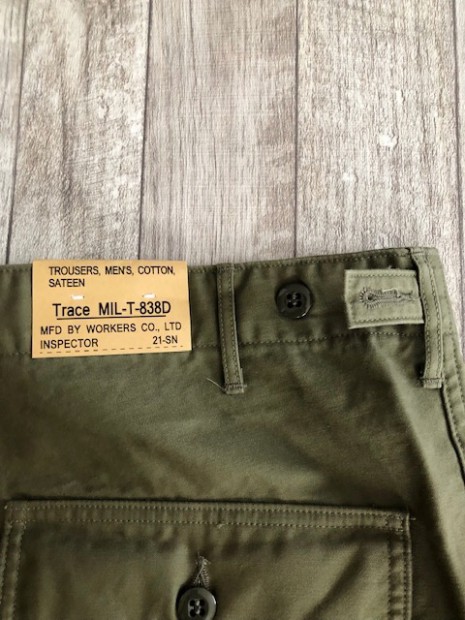 TROUSERS, MEN'S, COTTON,
SATEEN
Trace MIL-T-838D
MFD BY WORKERS CO., LTD
INSPECTOR 21-SN